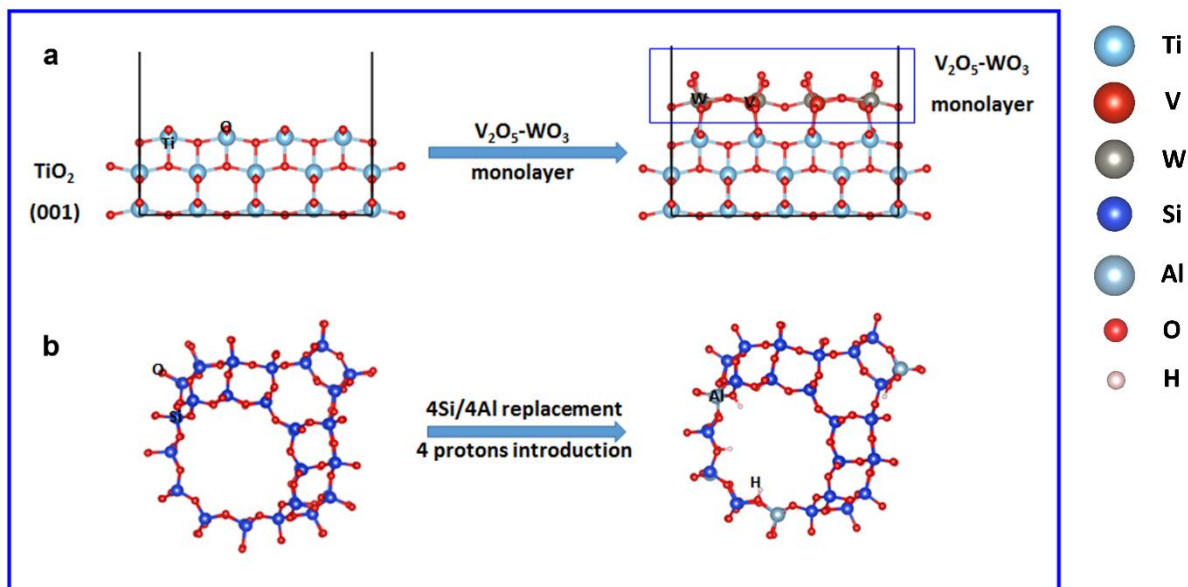 a
TiO₂
(001)
Ti
O
V₂O₅-WO₃
monolayer
W
V
V₂O₅-WO₃
monolayer
b
O
Si
4Si/4Al replacement
4 protons introduction
Al
H
Ti
V
W
Si
Al
O
H